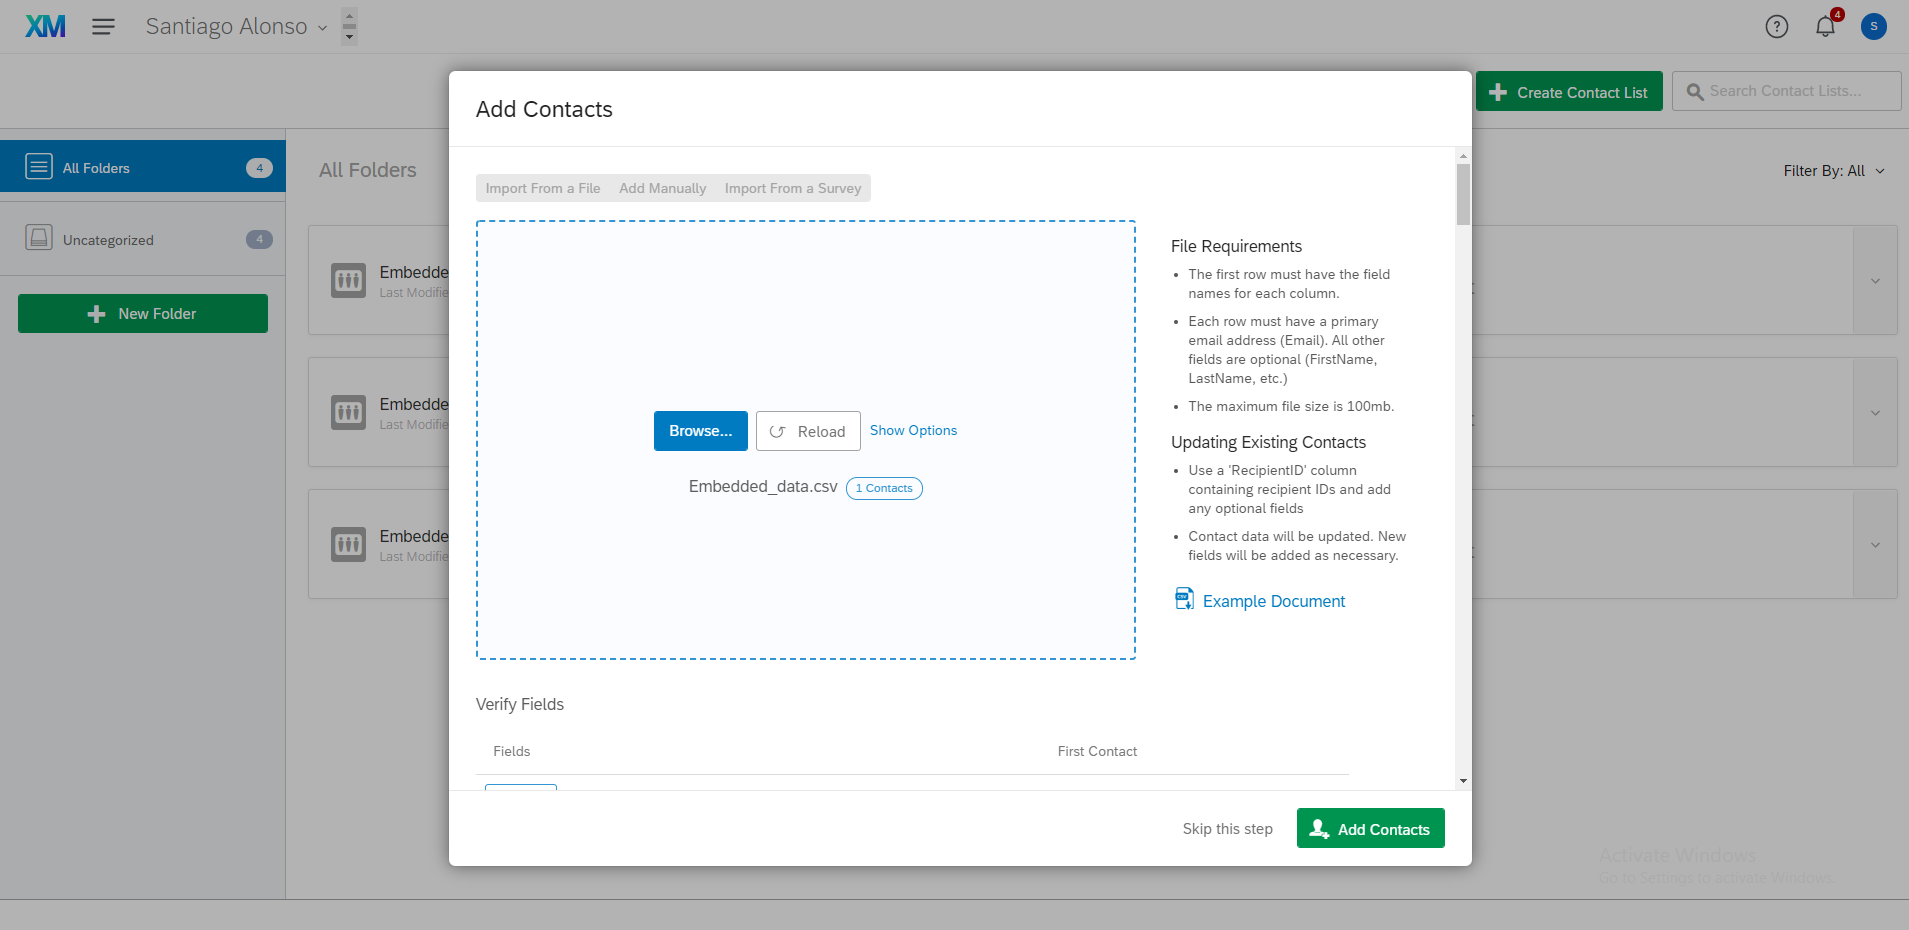 XM
Santiago Alonso
?
4
S
Create Contact List
Search Contact Lists...
Add Contacts
All Folders
4
Uncategorized
4
New Folder
All Folders
Filter By: All
Embedde
Last Modifie
Embedde
Last Modifie
Embedde
Last Modifie
Import From a File Add Manually Import From a Survey
Browse... Reload Show Options
Embedded_data.csv 1 Contacts
File Requirements
• The first row must have the field
names for each column.
• Each row must have a primary
email address (Email). All other
fields are optional (FirstName,
LastName, etc.)
• The maximum file size is 100mb.
Updating Existing Contacts
• Use a 'RecipientID' column
containing recipient IDs and add
any optional fields
• Contact data will be updated. New
fields will be added as necessary.
CSV
Example Document
Verify Fields
Fields First Contact
Skip this step Add Contacts
Activate Windows
Go to Settings to activate Windows.